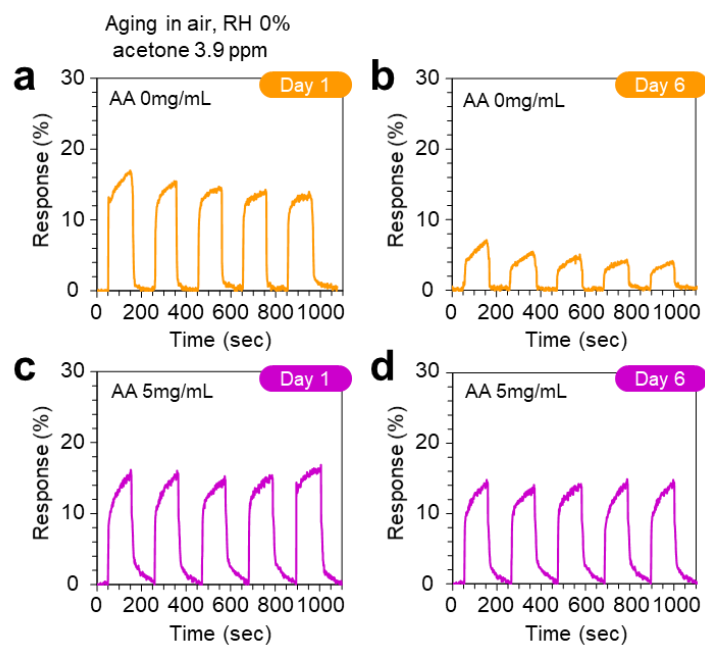 Aging in air, RH 0%
acetone 3.9 ppm
a
Day 1
AA 0mg/mL
30
20
10
0
Response (%)
0 200 400 600 800 1000
Time (sec)
b
Day 6
AA 0mg/mL
30
20
10
0
Response (%)
0 200 400 600 800 1000
Time (sec)
c
Day 1
AA 5mg/mL
30
20
10
0
Response (%)
0 200 400 600 800 1000
Time (sec)
d
Day 6
AA 5mg/mL
30
20
10
0
Response (%)
0 200 400 600 800 1000
Time (sec)